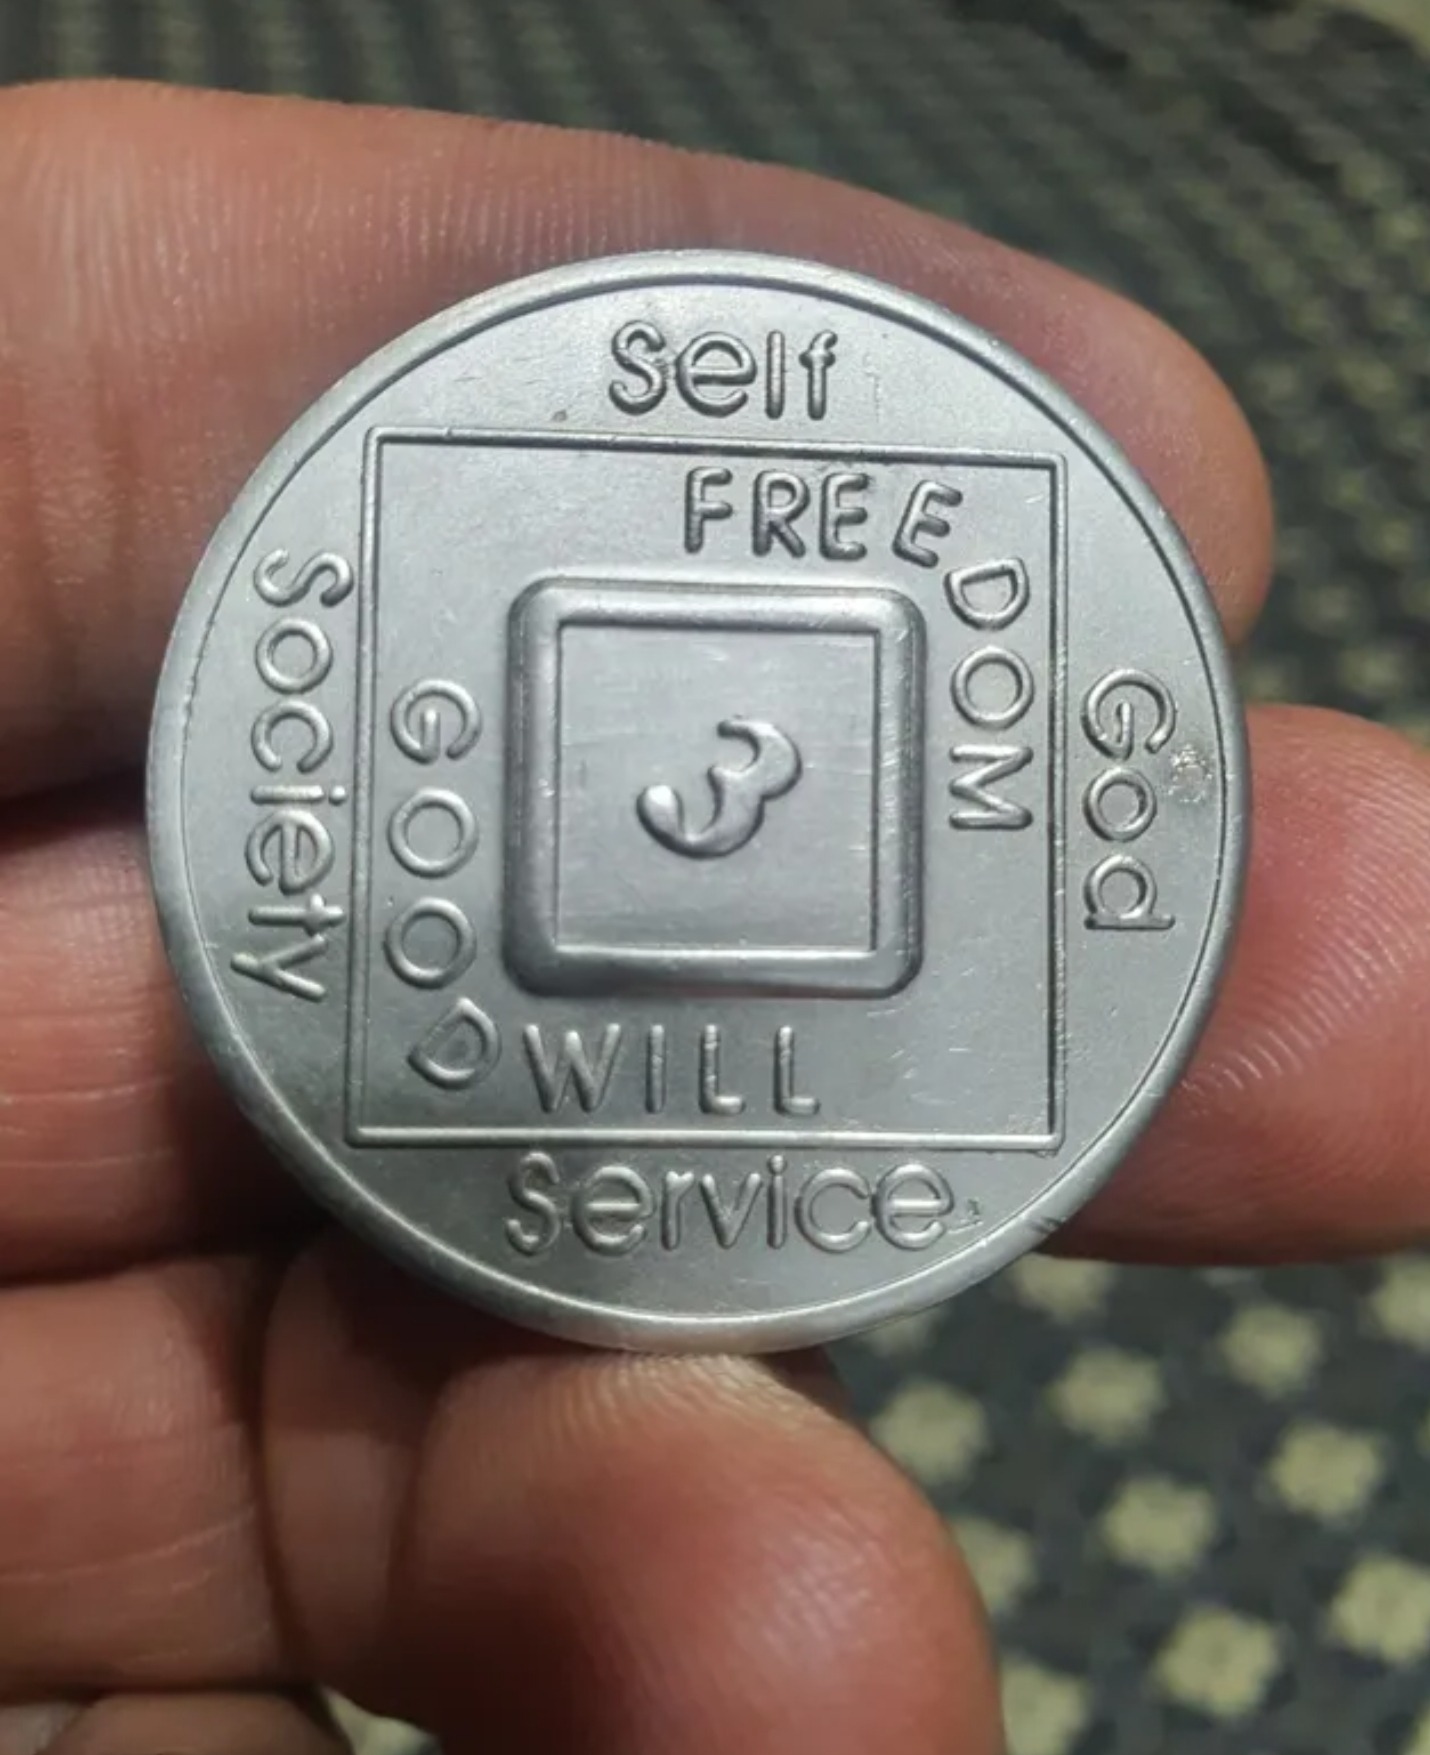 Self
FREEDOM
God
Society
GOOD WILL
3
Service